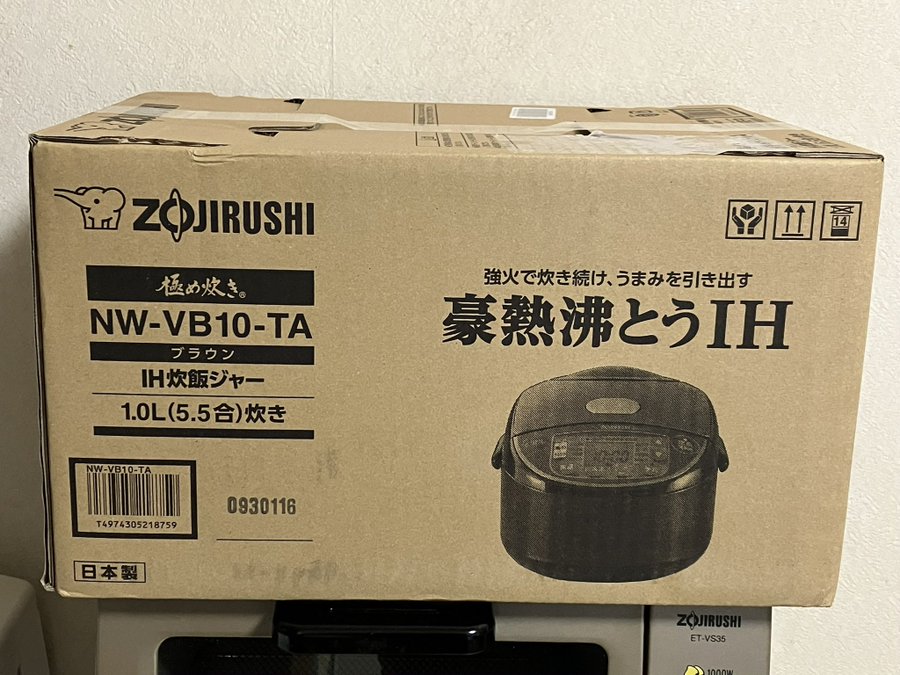 ZOJIRUSHI
極め炊き®
NW-VB10-TA
ブラウン
IH炊飯ジャー
1.0L(5.5合)炊き
NW-VB10-TA
T4974305218759
0930116
日本製
14
強火で炊き続け、うまみを引き出す
豪熱沸とうIH
10:00
ZOJIRUSHI
ET-VS35
1000W